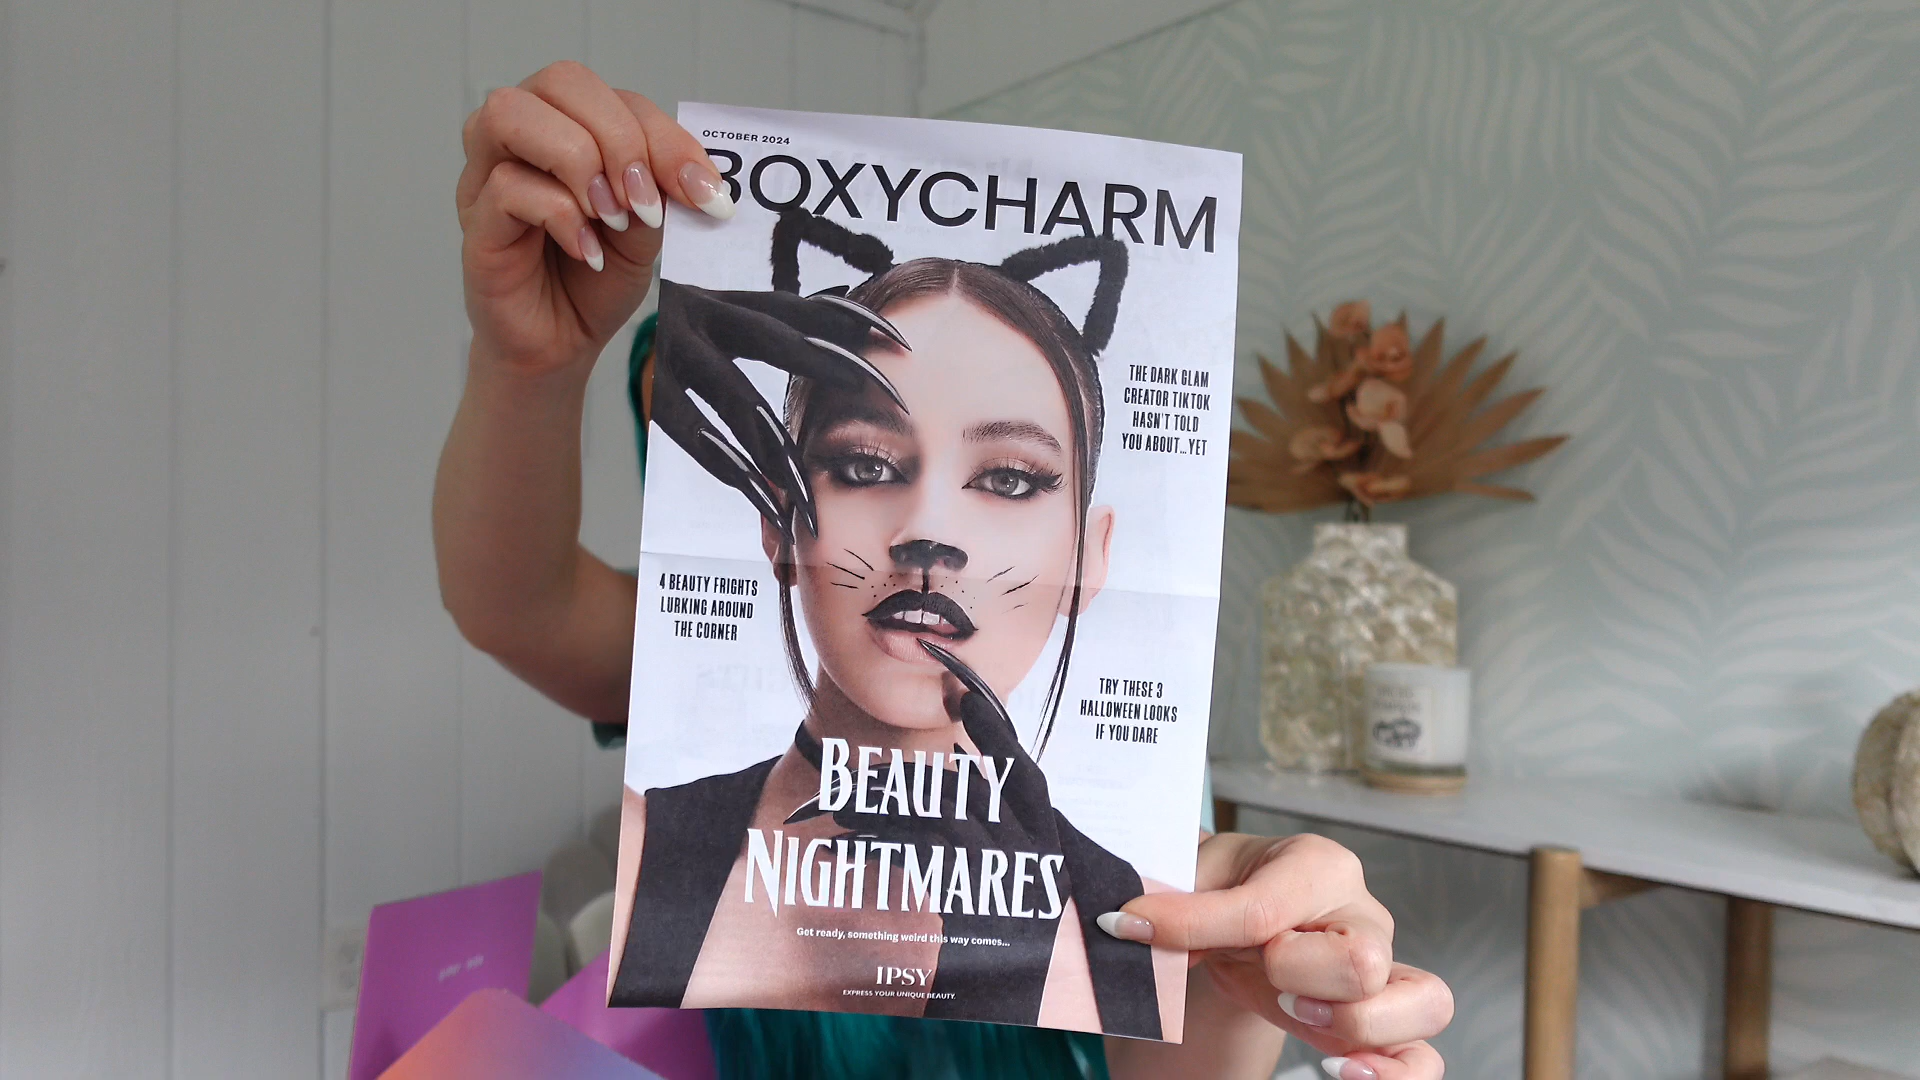 OCTOBER 2024
BOXYCHARM
THE DARK GLAM
CREATOR TIKTOK
HASN'T TOLD
YOU ABOUT...YET
4 BEAUTY FRIGHTS
LURKING AROUND
THE CORNER
TRY THESE 3
HALLOWEEN LOOKS
IF YOU DARE
BEAUTY
NIGHTMARES
Get ready, something weird this way comes...
IPSY
EXPRESS YOUR UNIQUE BEAUTY.